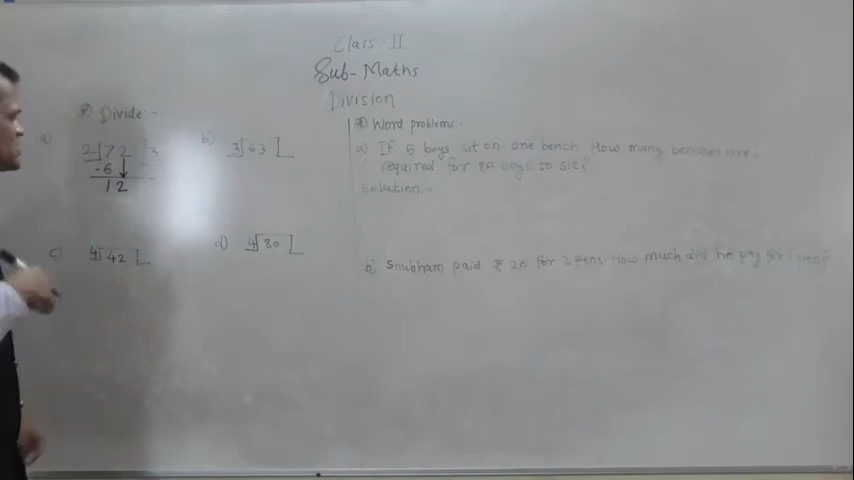 Class-II
Sub-Maths
Division
Divide:-
a) 2)72(3
-6
12
b) 3)63(
c) 4)42(
d) 4)80(
Word problems:-
a) If 5 boys sit on one bench. How many benches are
required for 85 boys to sit?
Solution:-
b) Shubham paid ₹ 20 for 2 pens. How much did he pay for 1 pen?